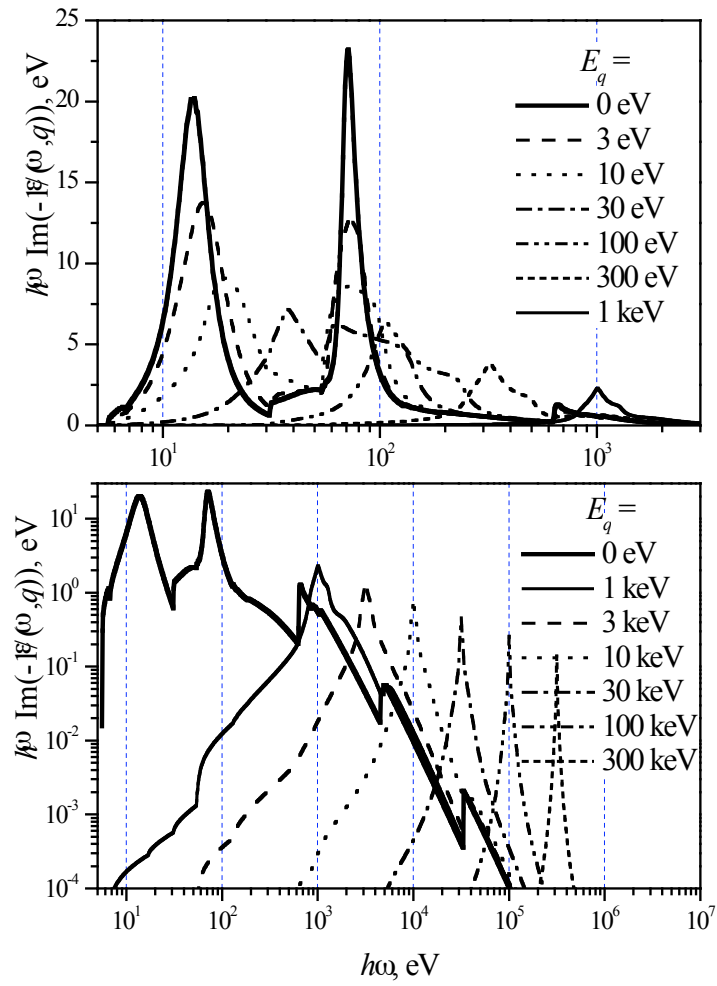 25
20
15
10
5
0
ħω Im(-1/ε(ω,q)), eV
E_q =
0 eV
3 eV
10 eV
30 eV
100 eV
300 eV
1 keV
10^1 10^2 10^3
10^1
10^0
10^-1
10^-2
10^-3
10^-4
ħω Im(-1/ε(ω,q)), eV
E_q =
0 eV
1 keV
3 keV
10 keV
30 keV
100 keV
300 keV
10^1 10^2 10^3 10^4 10^5 10^6 10^7
hω, eV